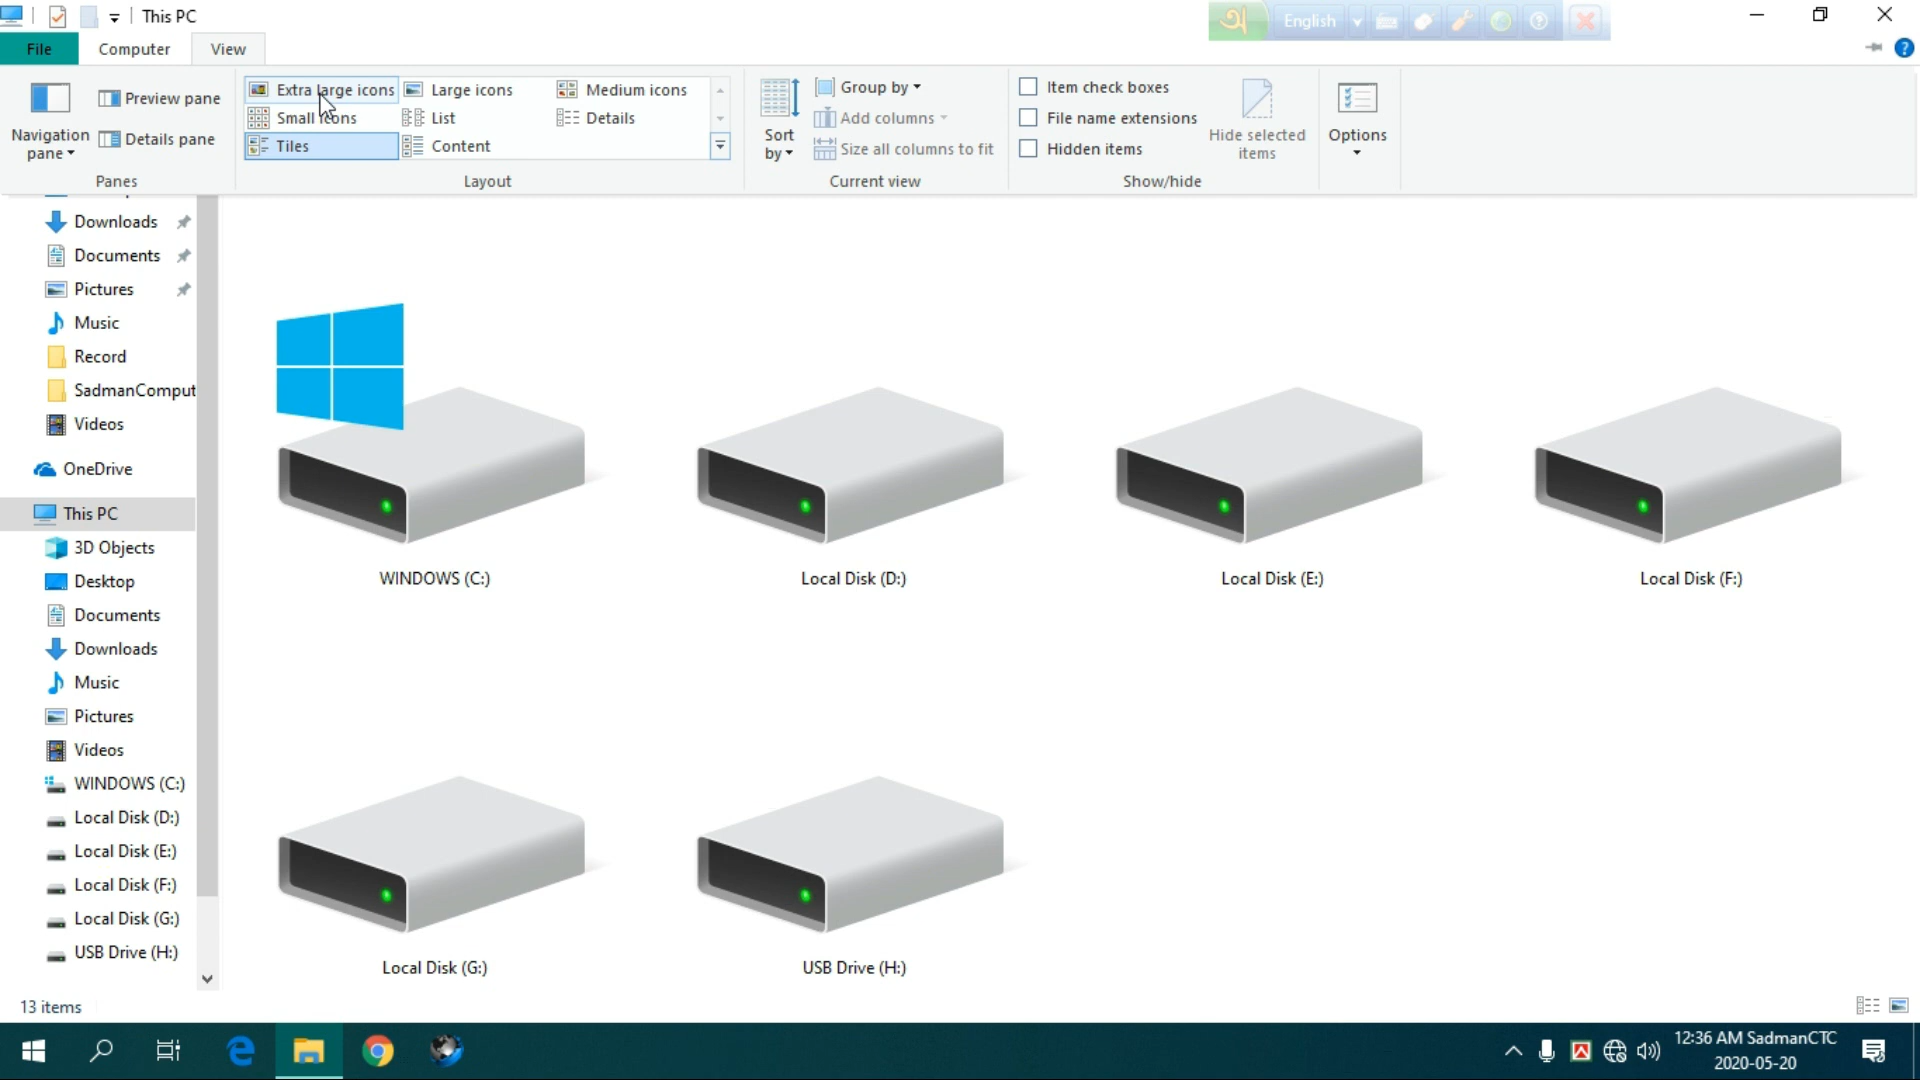 This PC
অ English
File Computer View
Navigation pane
Preview pane
Details pane
Panes
Extra large icons Large icons Medium icons
Small icons List Details
Tiles Content
Layout
Sort by
Group by
Add columns
Size all columns to fit
Current view
Item check boxes
File name extensions
Hidden items
Hide selected items
Show/hide
Options
Downloads
Documents
Pictures
Music
Record
SadmanComput
Videos
OneDrive
This PC
3D Objects
Desktop
Documents
Downloads
Music
Pictures
Videos
WINDOWS (C:)
Local Disk (D:)
Local Disk (E:)
Local Disk (F:)
Local Disk (G:)
USB Drive (H:)
WINDOWS (C:) Local Disk (D:) Local Disk (E:) Local Disk (F:)
Local Disk (G:) USB Drive (H:)
13 items
12:36 AM SadmanCTC
2020-05-20